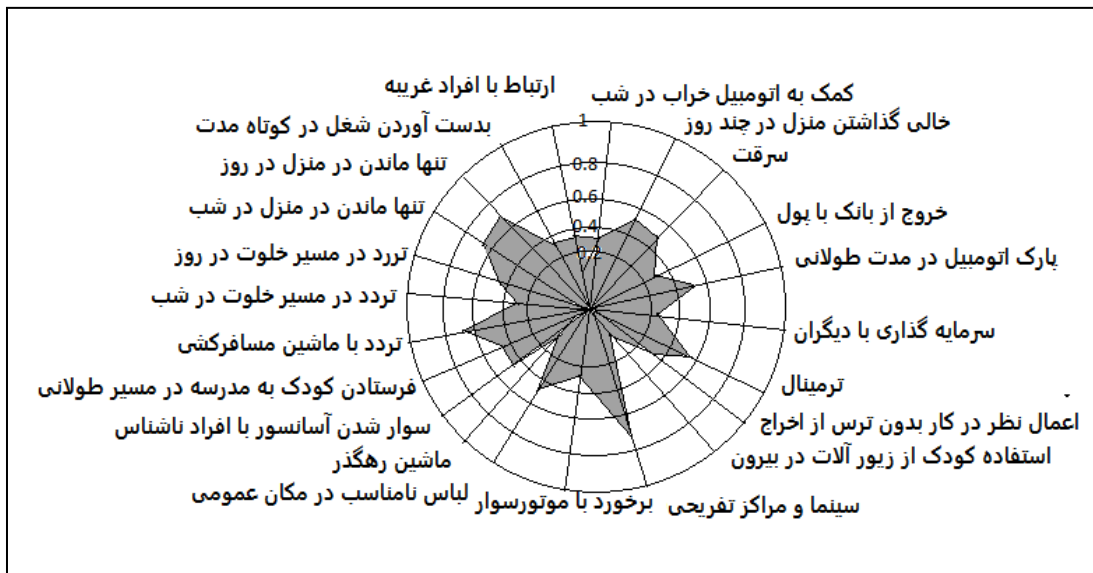 کمک به اتومبیل خراب در شب
خالی گذاشتن منزل در چند روز
سرقت
خروج از بانک با پول
پارک اتومبیل در مدت طولانی
سرمایه گذاری با دیگران
ترمینال
اعمال نظر در کار بدون ترس از اخراج
استفاده کودک از زیور آلات در بیرون
سینما و مراکز تفریحی
برخورد با موتورسوار
لباس نامناسب در مکان عمومی
ماشین رهگذر
سوار شدن آسانسور با افراد ناشناس
فرستادن کودک به مدرسه در مسیر طولانی
تردد با ماشین مسافرکشی
تردد در مسیر خلوت در شب
تررد در مسیر خلوت در روز
تنها ماندن در منزل در شب
تنها ماندن در منزل در روز
بدست آوردن شغل در کوتاه مدت
ارتباط با افراد غریبه
1
0.8
0.6
0.4
0.2